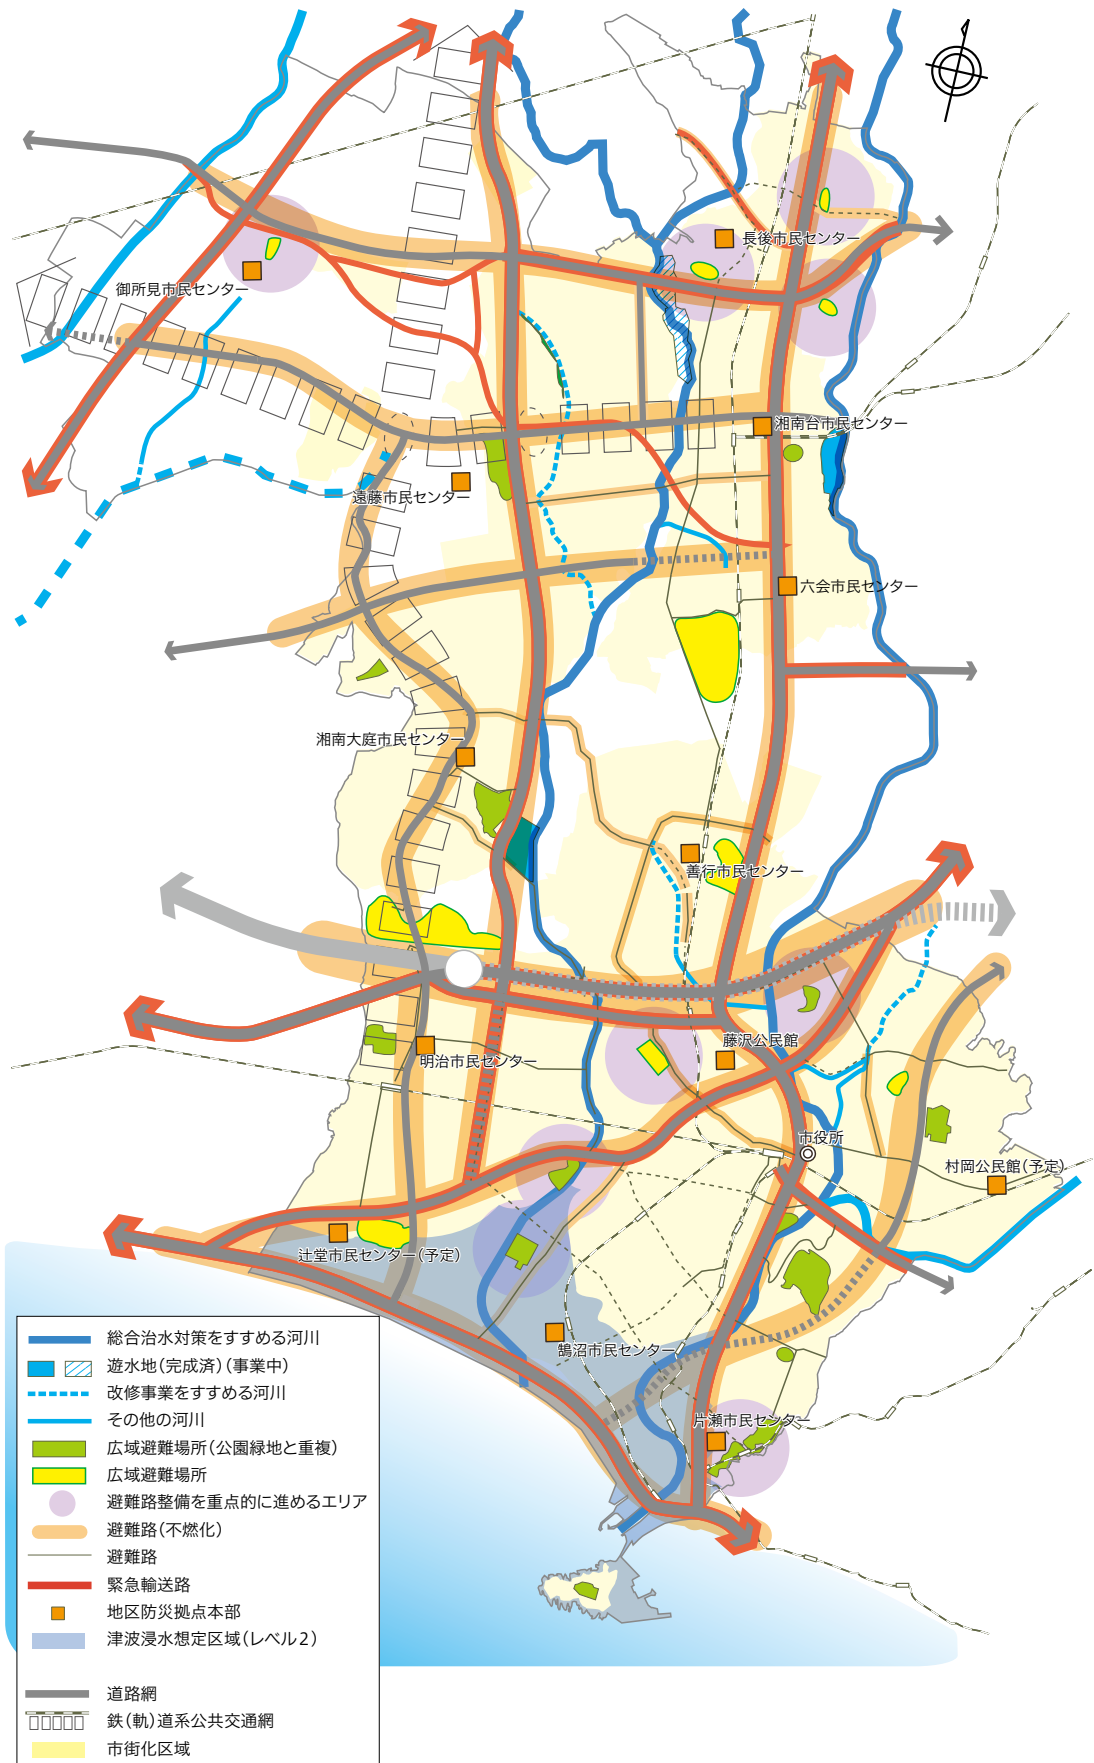 長後市民センター
御所見市民センター
湘南台市民センター
遠藤市民センター
六会市民センター
湘南大庭市民センター
善行市民センター
藤沢公民館
明治市民センター
市役所
村岡公民館(予定)
辻堂市民センター(予定)
鵠沼市民センター
片瀬市民センター
総合治水対策をすすめる河川
遊水地(完成済)(事業中)
改修事業をすすめる河川
その他の河川
広域避難場所(公園緑地と重複)
広域避難場所
避難路整備を重点的に進めるエリア
避難路(不燃化)
避難路
緊急輸送路
地区防災拠点本部
津波浸水想定区域(レベル2)
道路網
鉄(軌)道系公共交通網
市街化区域